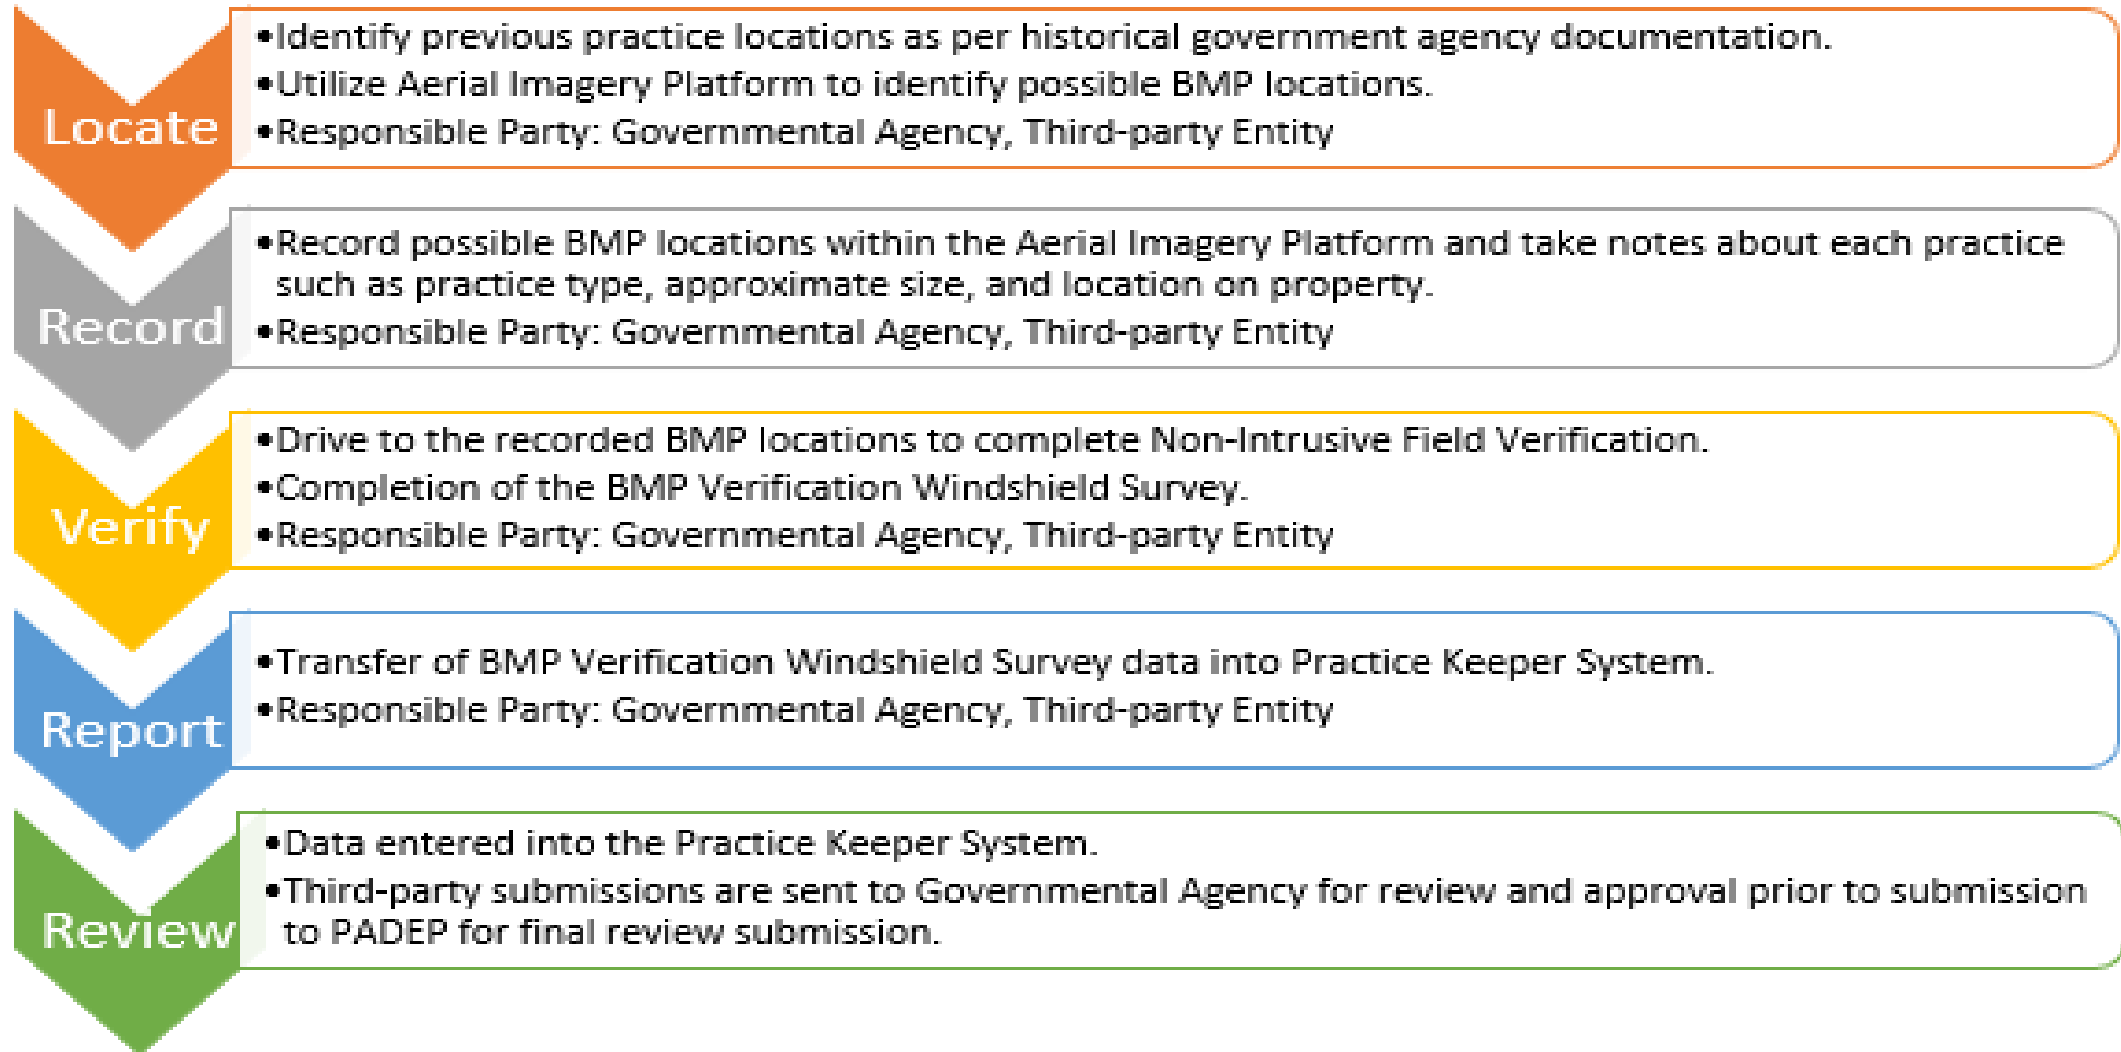 Locate
•Identify previous practice locations as per historical government agency documentation.
•Utilize Aerial Imagery Platform to identify possible BMP locations.
•Responsible Party: Governmental Agency, Third-party Entity
Record
•Record possible BMP locations within the Aerial Imagery Platform and take notes about each practice
such as practice type, approximate size, and location on property.
•Responsible Party: Governmental Agency, Third-party Entity
Verify
•Drive to the recorded BMP locations to complete Non-Intrusive Field Verification.
•Completion of the BMP Verification Windshield Survey.
•Responsible Party: Governmental Agency, Third-party Entity
Report
•Transfer of BMP Verification Windshield Survey data into Practice Keeper System.
•Responsible Party: Governmental Agency, Third-party Entity
Review
•Data entered into the Practice Keeper System.
•Third-party submissions are sent to Governmental Agency for review and approval prior to submission
to PADEP for final review submission.